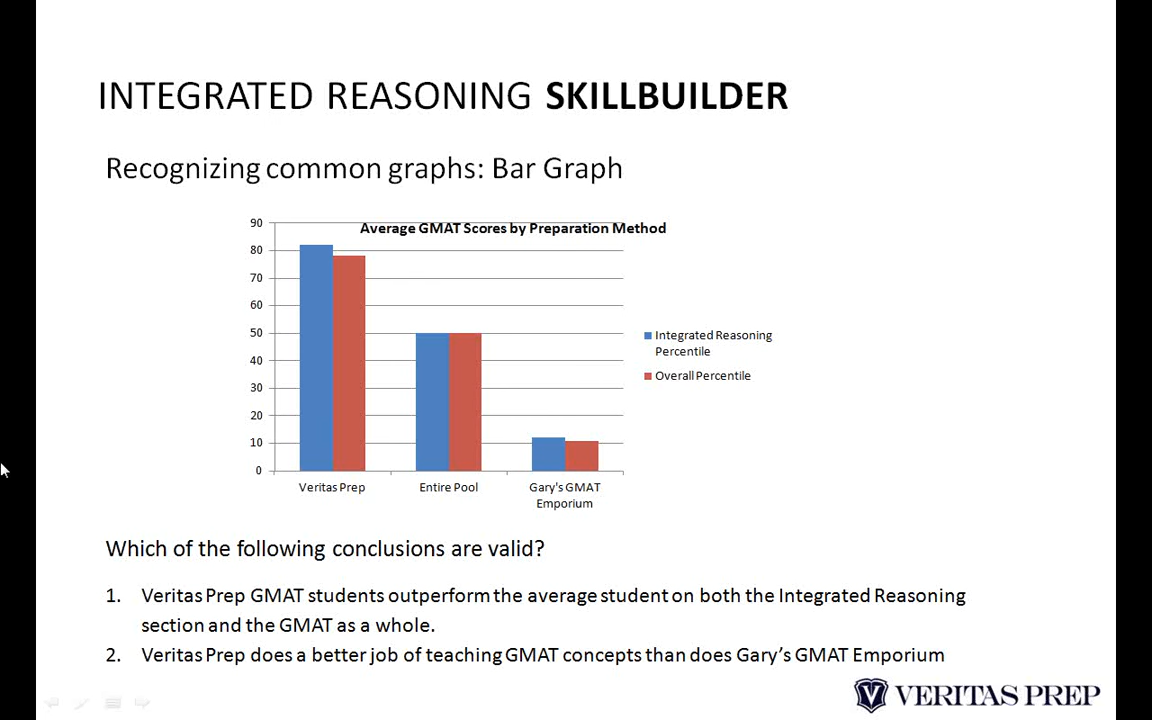 INTEGRATED REASONING SKILLBUILDER
Recognizing common graphs: Bar Graph
Average GMAT Scores by Preparation Method
90
80
70
60
50
40
30
20
10
0
Veritas Prep
Entire Pool
Gary's GMAT
Emporium
Integrated Reasoning
Percentile
Overall Percentile
Which of the following conclusions are valid?
1. Veritas Prep GMAT students outperform the average student on both the Integrated Reasoning
section and the GMAT as a whole.
2. Veritas Prep does a better job of teaching GMAT concepts than does Gary’s GMAT Emporium
V VERITAS PREP